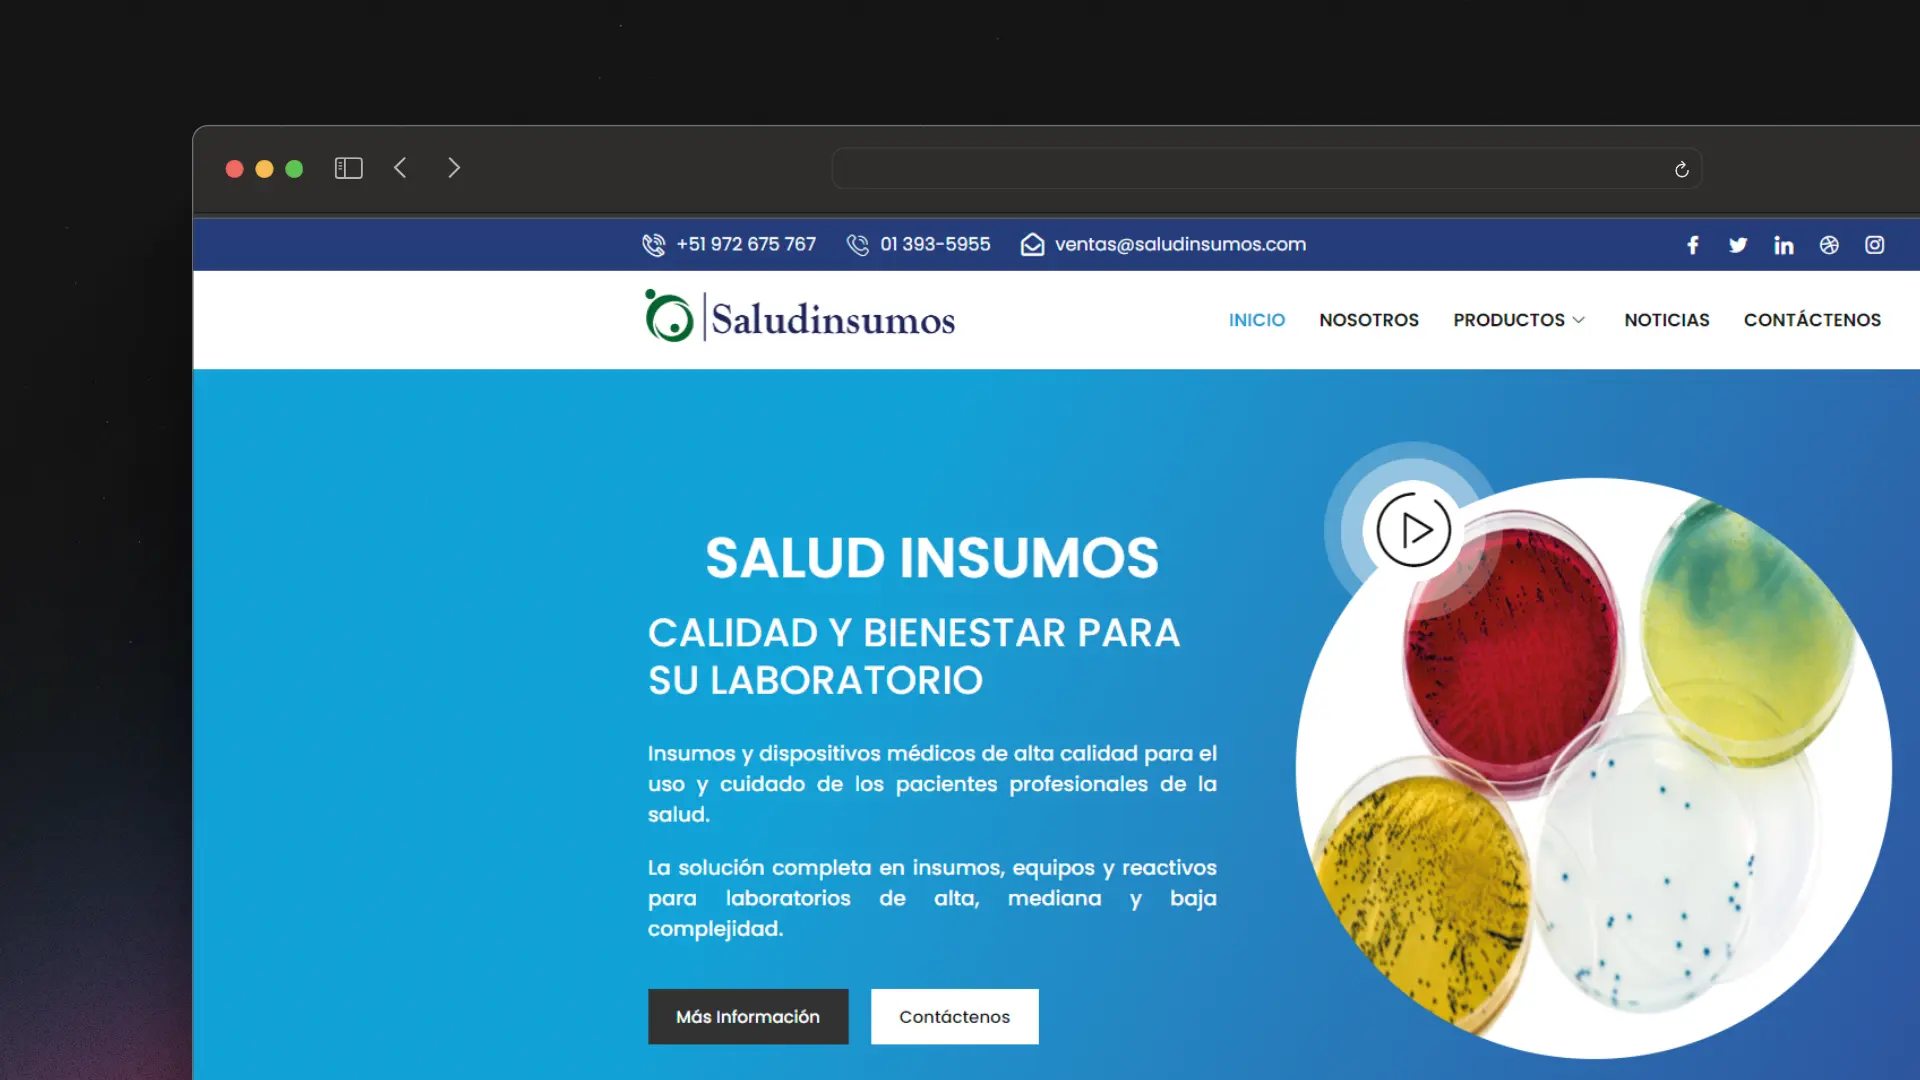 +51 972 675 767 01 393-5955 ventas@saludinsumos.com
Saludinsumos INICIO NOSOTROS PRODUCTOS NOTICIAS CONTÁCTENOS
SALUD INSUMOS
CALIDAD Y BIENESTAR PARA
SU LABORATORIO
Insumos y dispositivos médicos de alta calidad para el
uso y cuidado de los pacientes profesionales de la
salud.
La solución completa en insumos, equipos y reactivos
para laboratorios de alta, mediana y baja
complejidad.
Más Información Contáctenos